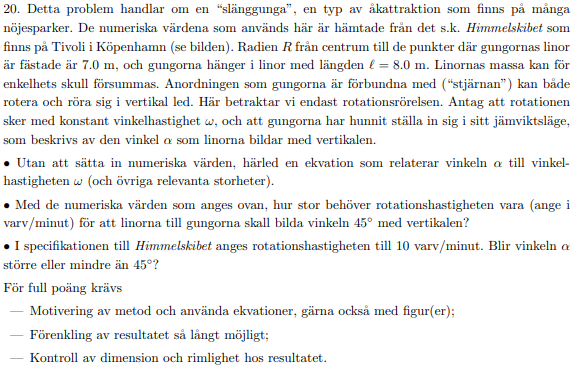 20. Detta problem handlar om en “slänggunga”, en typ av åkattraktion som finns på många
nöjesparker. De numeriska värdena som används här är hämtade från det s.k. Himmelskibet som
finns på Tivoli i Köpenhamn (se bilden). Radien R från centrum till de punkter där gungornas linor
är fästade är 7.0 m, och gungorna hänger i linor med längden ℓ = 8.0 m. Linornas massa kan för
enkelhets skull försummas. Anordningen som gungorna är förbundna med (“stjärnan”) kan både
rotera och röra sig i vertikal led. Här betraktar vi endast rotationsrörelsen. Antag att rotationen
sker med konstant vinkelhastighet ω, och att gungorna har hunnit ställa in sig i sitt jämviktsläge,
som beskrivs av den vinkel α som linorna bildar med vertikalen.
• Utan att sätta in numeriska värden, härled en ekvation som relaterar vinkeln α till vinkel-
hastigheten ω (och övriga relevanta storheter).
• Med de numeriska värden som anges ovan, hur stor behöver rotationshastigheten vara (ange i
varv/minut) för att linorna till gungorna skall bilda vinkeln 45° med vertikalen?
• I specifikationen till Himmelskibet anges rotationshastigheten till 10 varv/minut. Blir vinkeln α
större eller mindre än 45°?
För full poäng krävs
— Motivering av metod och använda ekvationer, gärna också med figur(er);
— Förenkling av resultatet så långt möjligt;
— Kontroll av dimension och rimlighet hos resultatet.